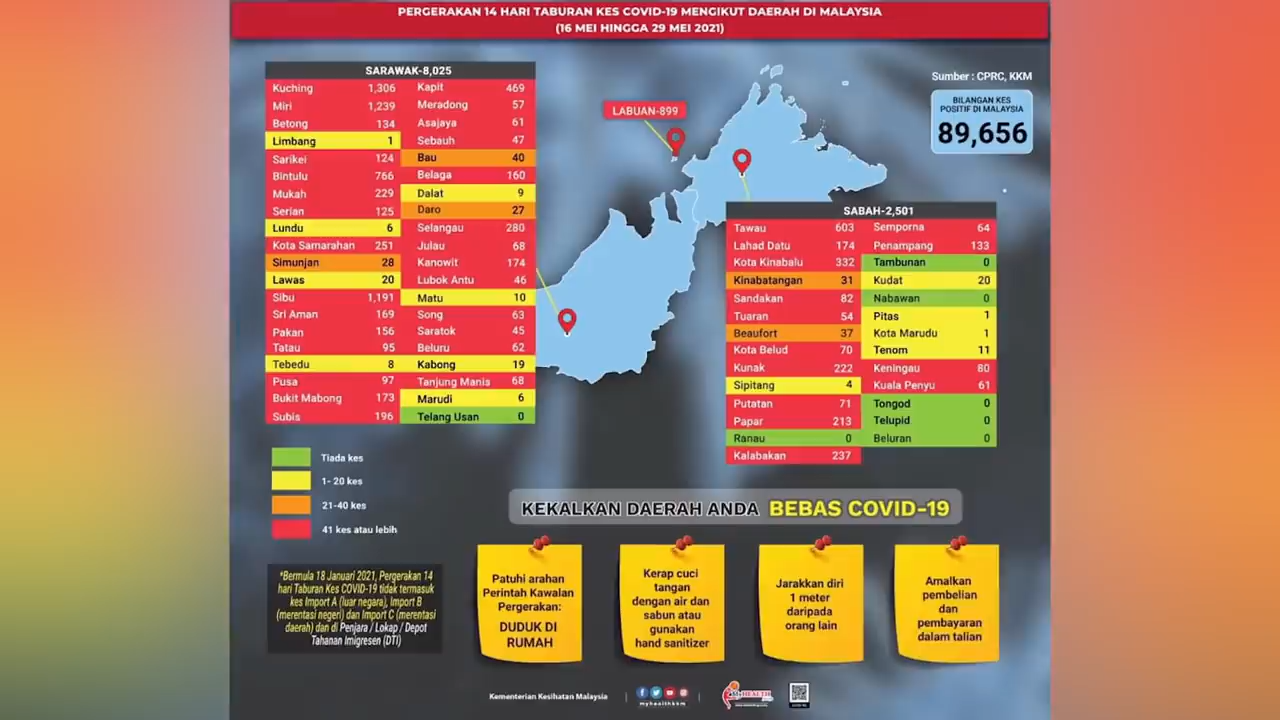 PERGERAKAN 14 HARI TABURAN KES COVID-19 MENGIKUT DAERAH DI MALAYSIA
(16 MEI HINGGA 29 MEI 2021)
SARAWAK-8,025
Kuching 1,306 Kapit 469
Miri 1,239 Meradong 57
Betong 134 Asajaya 61
Limbang 1 Sebauh 47
Sarikei 124 Bau 40
Bintulu 766 Belaga 160
Mukah 229 Dalat 9
Serian 125 Daro 27
Lundu 6 Selangau 280
Kota Samarahan 251 Julau 68
Simunjan 28 Kanowit 174
Lawas 20 Lubok Antu 46
Sibu 1,191 Matu 10
Sri Aman 169 Song 63
Pakan 156 Saratok 45
Tatau 95 Beluru 62
Tebedu 8 Kabong 19
Pusa 97 Tanjung Manis 68
Bukit Mabong 173 Marudi 6
Subis 196 Telang Usan 0
LABUAN-899
Sumber : CPRC, KKM
BILANGAN KES
POSITIF DI MALAYSIA
89,656
SABAH-2,501
Tawau 603 Semporna 64
Lahad Datu 174 Penampang 133
Kota Kinabalu 332 Tambunan 0
Kinabatangan 31 Kudat 20
Sandakan 82 Nabawan 0
Tuaran 54 Pitas 1
Beaufort 37 Kota Marudu 1
Kota Belud 70 Tenom 11
Kunak 222 Keningau 80
Sipitang 4 Kuala Penyu 61
Putatan 71 Tongod 0
Papar 213 Telupid 0
Ranau 0 Beluran 0
Kalabakan 237
Tiada kes
1- 20 kes
21-40 kes
41 kes atau lebih
*Bermula 18 Januari 2021, Pergerakan 14
hari Taburan Kes COVID-19 tidak termasuk
kes Import A (luar negara), Import B
(merentasi negeri) dan Import C (merentasi
daerah) dan di Penjara / Lokap / Depot
Tahanan Imigresen (DTI)
KEKALKAN DAERAH ANDA BEBAS COVID-19
Patuhi arahan
Perintah Kawalan
Pergerakan:
DUDUK DI
RUMAH
Kerap cuci
tangan
dengan air dan
sabun atau
gunakan
hand sanitizer
Jarakkan diri
1 meter
daripada
orang lain
Amalkan
pembelian
dan
pembayaran
dalam talian
Kementerian Kesihatan Malaysia
myhealthkkm
MyHEALTH